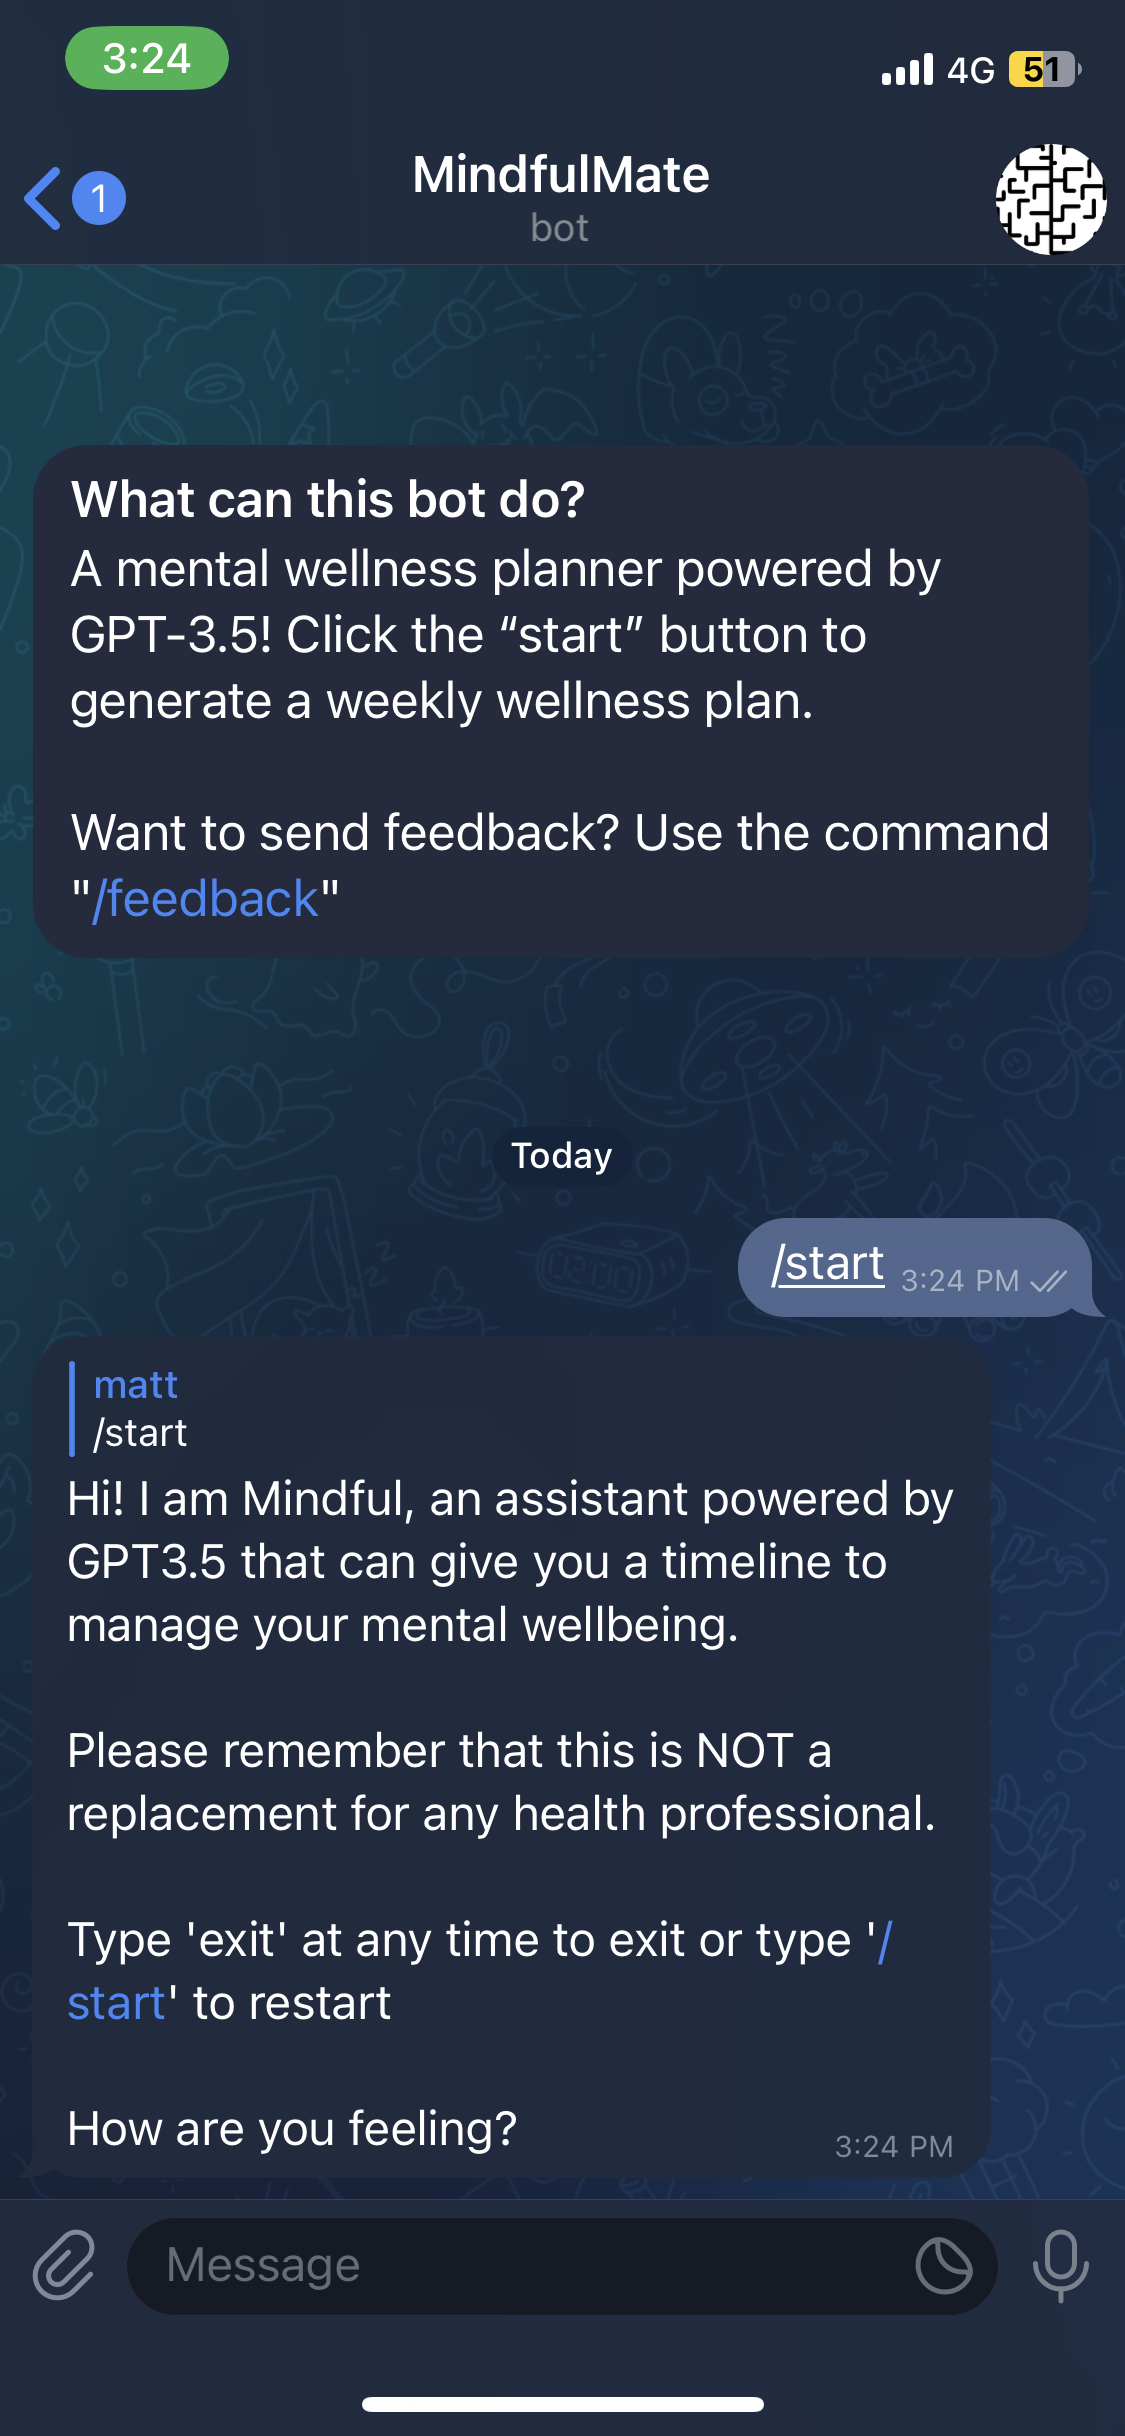 3:24
4G 51
1
MindfulMate
bot
What can this bot do?
A mental wellness planner powered by
GPT-3.5! Click the “start” button to
generate a weekly wellness plan.
Want to send feedback? Use the command
"/feedback"
Today
/start 3:24 PM
matt
/start
Hi! I am Mindful, an assistant powered by
GPT3.5 that can give you a timeline to
manage your mental wellbeing.
Please remember that this is NOT a
replacement for any health professional.
Type 'exit' at any time to exit or type '/
start' to restart
How are you feeling?
3:24 PM
Message